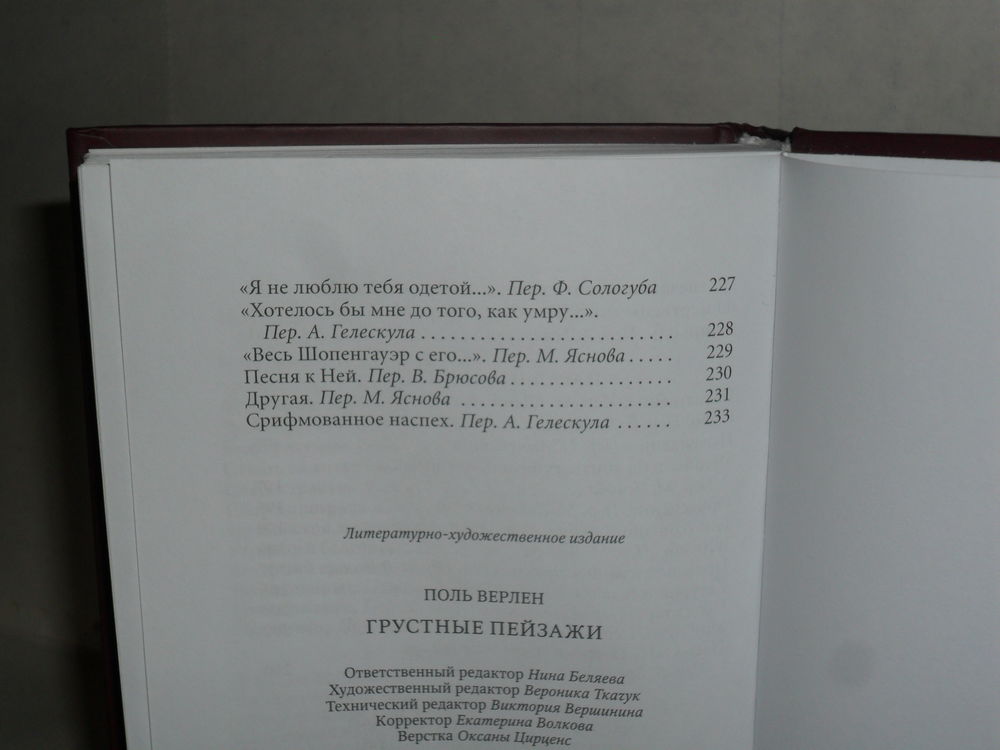 «Я не люблю тебя одетой...». Пер. Ф. Сологуба 227
«Хотелось бы мне до того, как умру...».
Пер. А. Гелескула . . . . . . . . . . . . . . . . . . . . . . . . . . 228
«Весь Шопенгауэр с его...». Пер. М. Яснова . . . . . 229
Песня к Ней. Пер. В. Брюсова . . . . . . . . . . . . . . . . . 230
Другая. Пер. М. Яснова . . . . . . . . . . . . . . . . . . . . . . 231
Срифмованное наспех. Пер. А. Гелескула . . . . . . 233
Литературно-художественное издание
ПОЛЬ ВЕРЛЕН
ГРУСТНЫЕ ПЕЙЗАЖИ
Ответственный редактор Нина Беляева
Художественный редактор Вероника Ткачук
Технический редактор Виктория Вершинина
Корректор Екатерина Волкова
Верстка Оксаны Цирценс